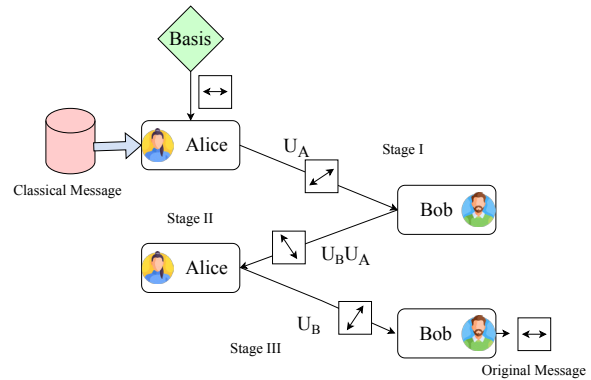 Basis
Alice
Classical Message
U_A
Stage I
Bob
Stage II
U_BU_A
Alice
U_B
Bob
Stage III
Original Message